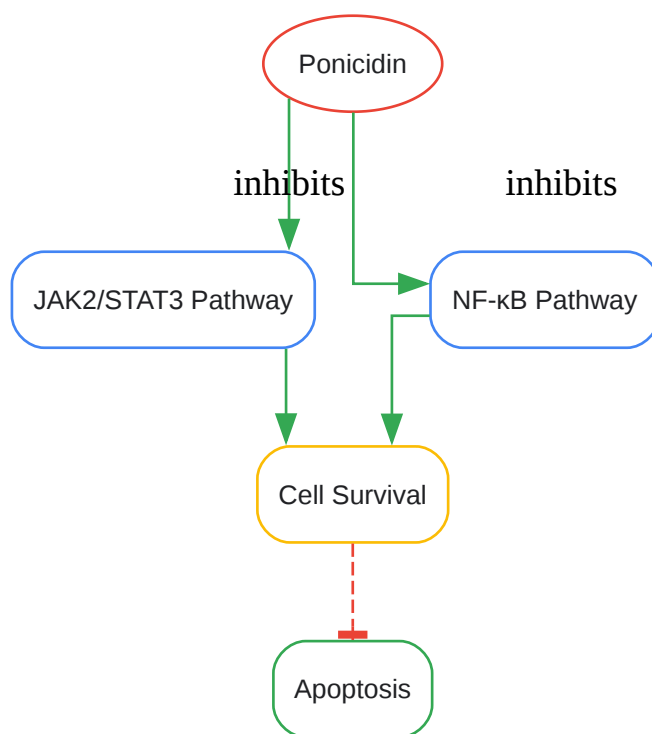 Ponicidin
inhibits
inhibits
JAK2/STAT3 Pathway
NF-κB Pathway
Cell Survival
Apoptosis